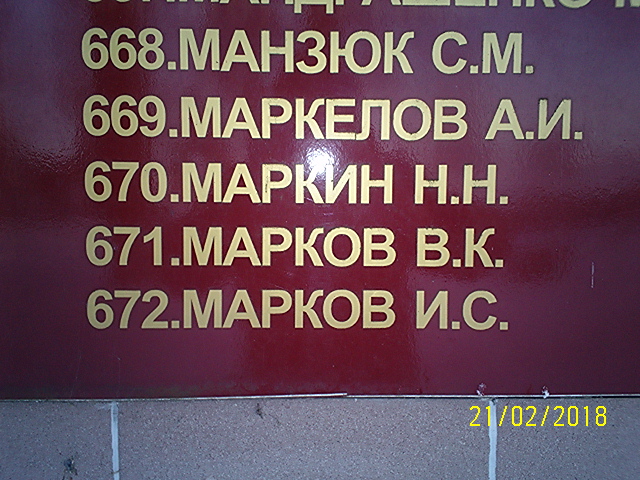 668.МАНЗЮК С.М.
669.МАРКЕЛОВ А.И.
670.МАРКИН Н.Н.
671.МАРКОВ В.К.
672.МАРКОВ И.С.
21/02/2018